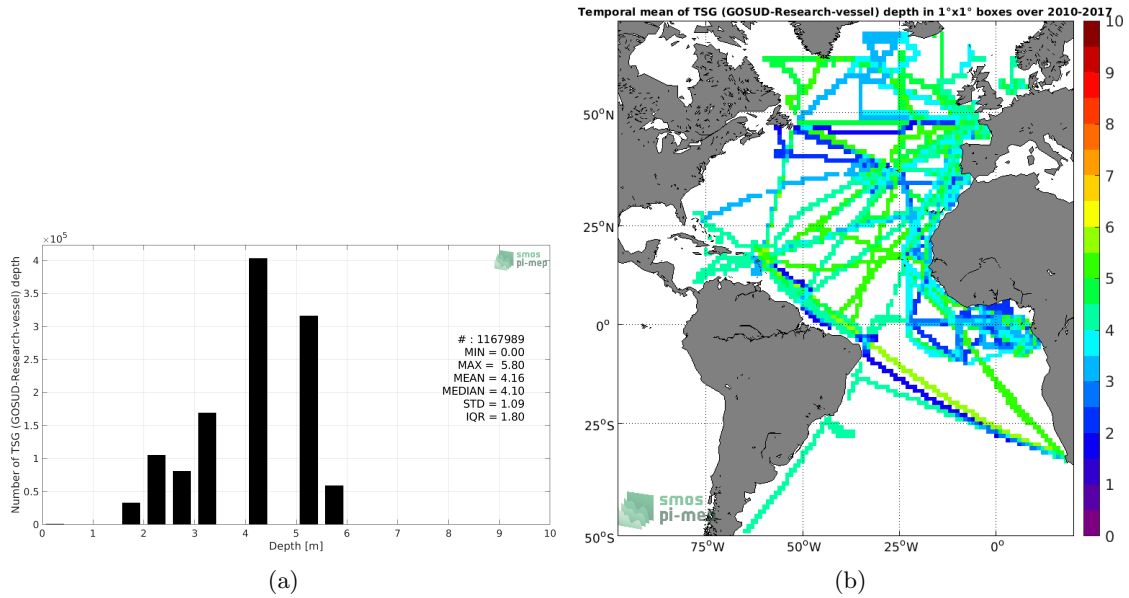 Temporal mean of TSG (GOSUD-Research-vessel) depth in 1°x1° boxes over 2010-2017
×10⁵
4
3.5
3
2.5
2
1.5
1
0.5
0
Number of TSG (GOSUD-Research-vessel) depth
smos
pi-mep
# : 1167989
MIN = 0.00
MAX = 5.80
MEAN = 4.16
MEDIAN = 4.10
STD = 1.09
IQR = 1.80
0 1 2 3 4 5 6 7 8 9 10
Depth [m]
(a)
50°N
25°N
0°
25°S
50°S
75°W 50°W 25°W 0°
smos
pi-mep
10
9
8
7
6
5
4
3
2
1
0
(b)